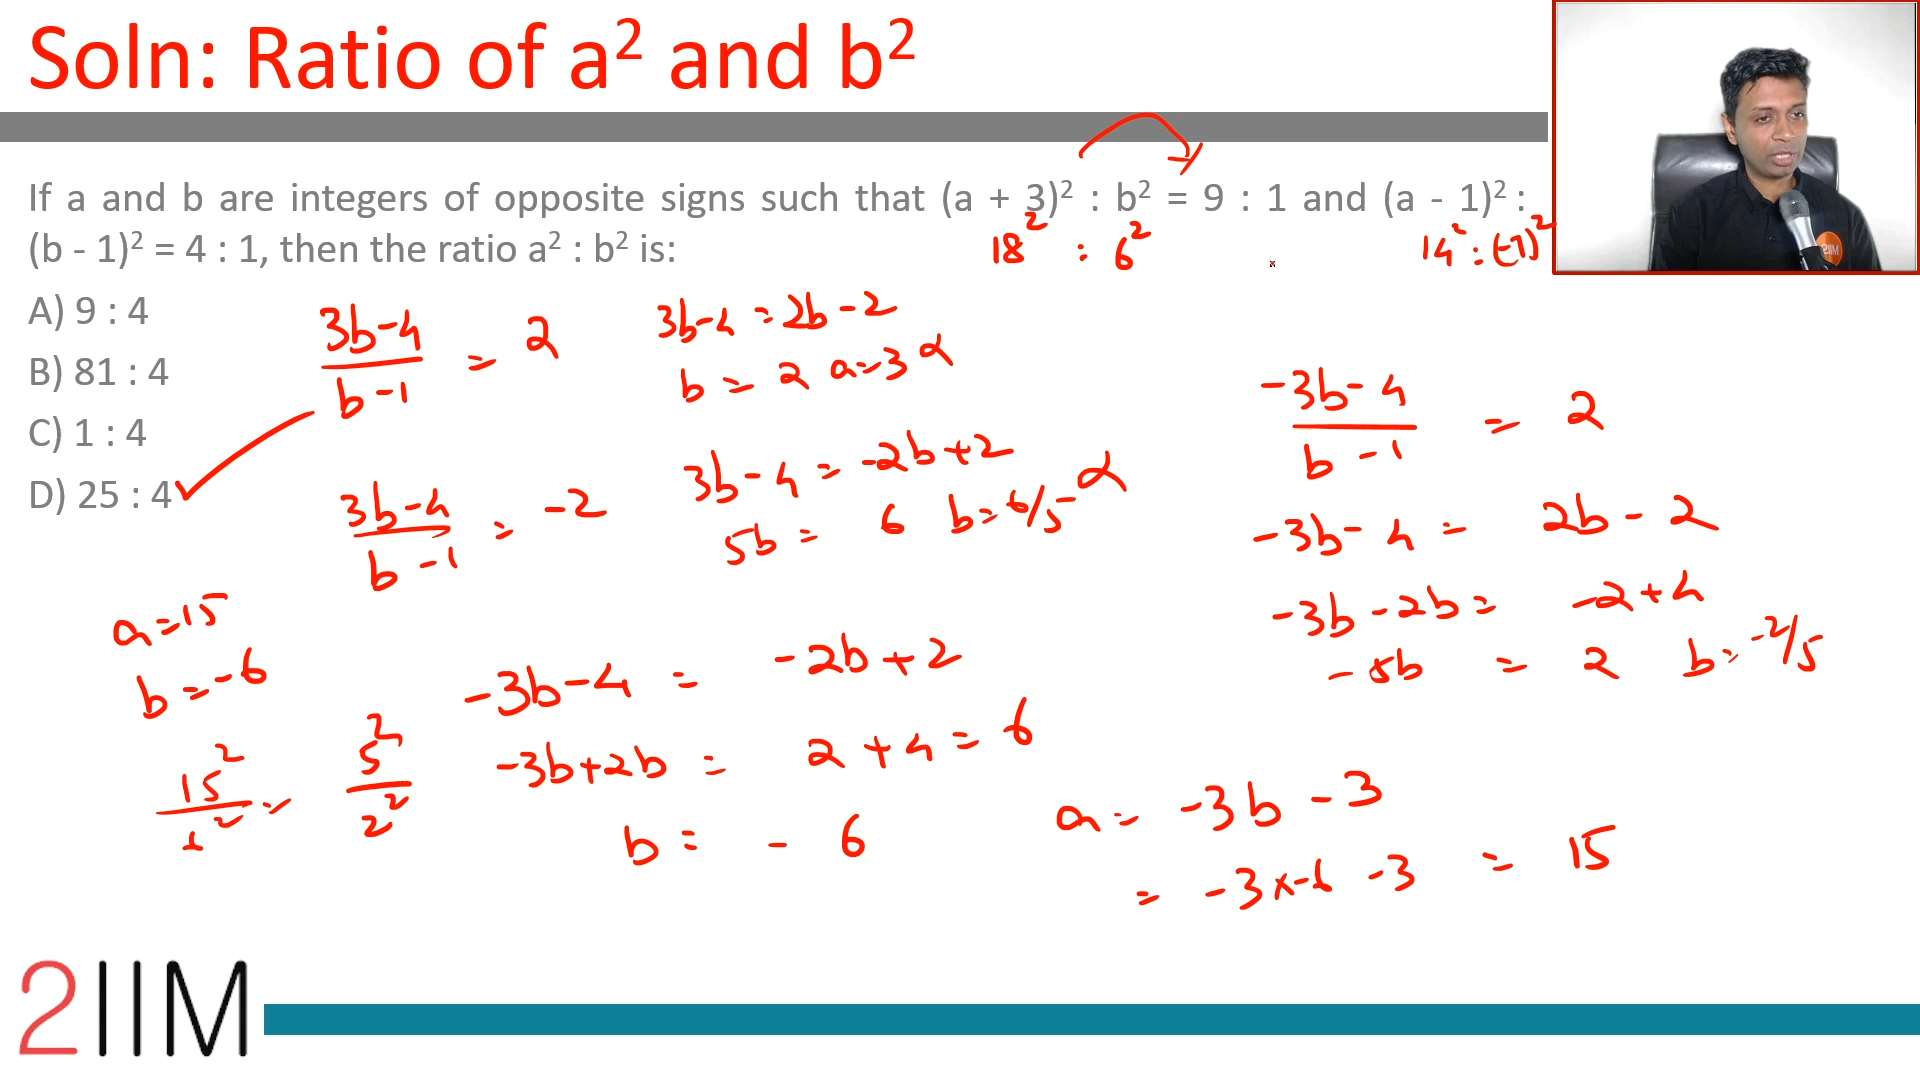 Soln: Ratio of a² and b²
If a and b are integers of opposite signs such that (a + 3)² : b² = 9 : 1 and (a - 1)² :
(b - 1)² = 4 : 1, then the ratio a² : b² is:
18² : 6²
14² : (-7)²
A) 9 : 4
B) 81 : 4
C) 1 : 4
D) 25 : 4
(3b-4)/(b-1) = 2
3b-4 = 2b-2
b = 2 a=3 x
(3b-4)/(b-1) = -2
3b-4 = -2b+2
5b = 6 b=6/5 x
(-3b-4)/(b-1) = 2
-3b-4 = 2b-2
-3b-2b = -2+4
-5b = 2 b=-2/5
a=15
b=-6
15²/6² = 5²/2²
-3b-4 = -2b+2
-3b+2b = 2+4 = 6
b = -6
a = -3b-3
= -3x-6 -3 = 15
2IIM
2IIM